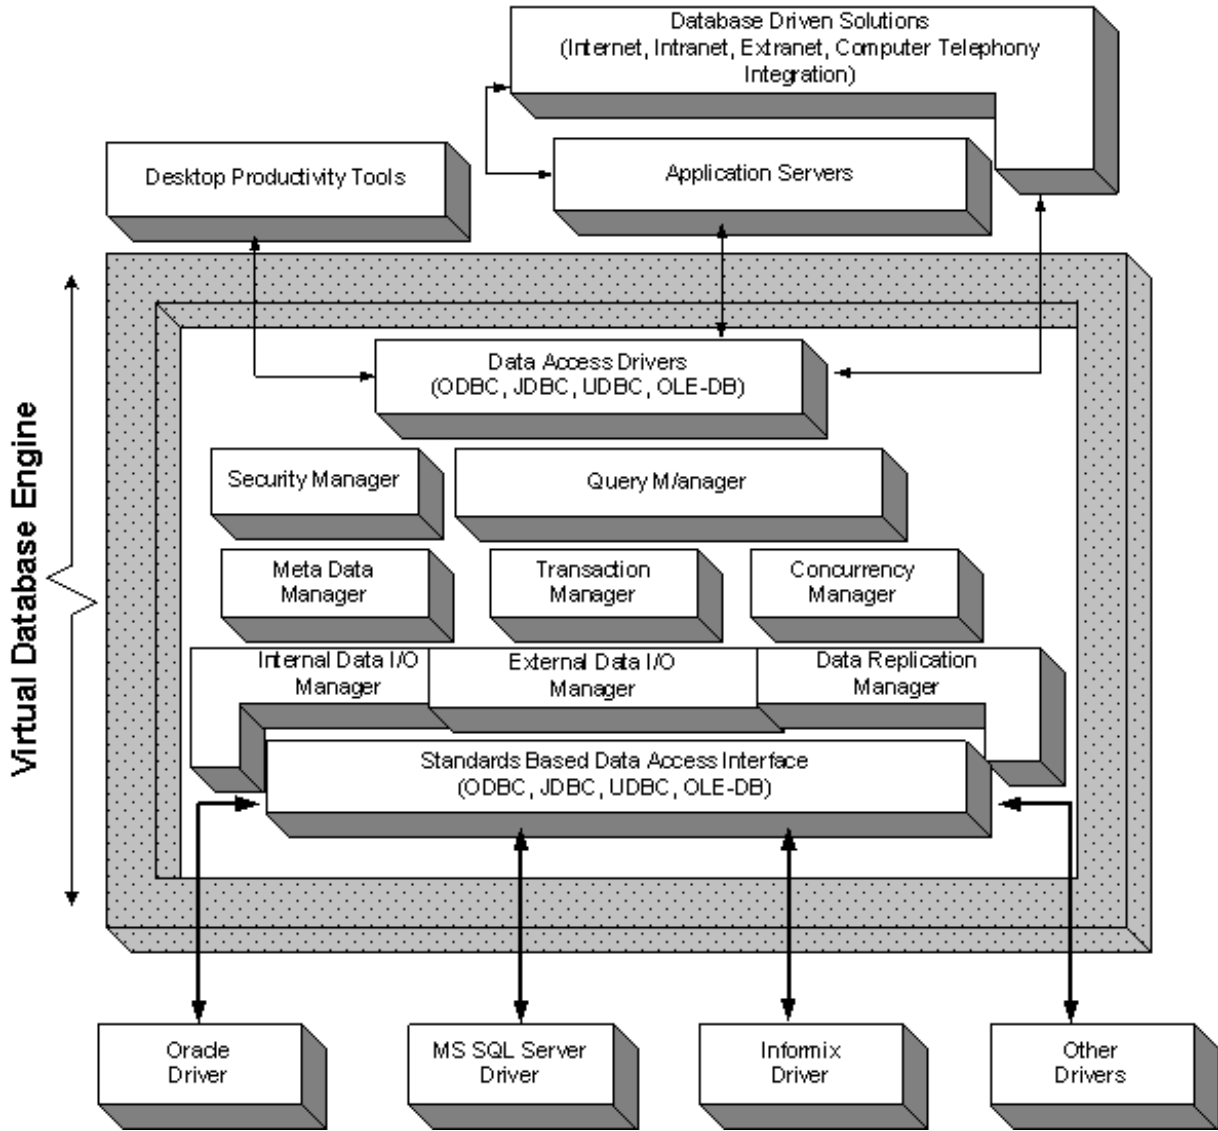 Database Driven Solutions
(Internet, Intranet, Extranet, Computer Telephony
Integration)
Desktop Productivity Tools
Application Servers
Virtual Database Engine
Data Access Drivers
(ODBC, JDBC, UDBC, OLE-DB)
Security Manager
Query M/anager
Meta Data
Manager
Transaction
Manager
Concurrency
Manager
Internal Data I/O
Manager
External Data I/O
Manager
Data Replication
Manager
Standards Based Data Access Interface
(ODBC, JDBC, UDBC, OLE-DB)
Oracle
Driver
MS SQL Server
Driver
Informix
Driver
Other
Drivers